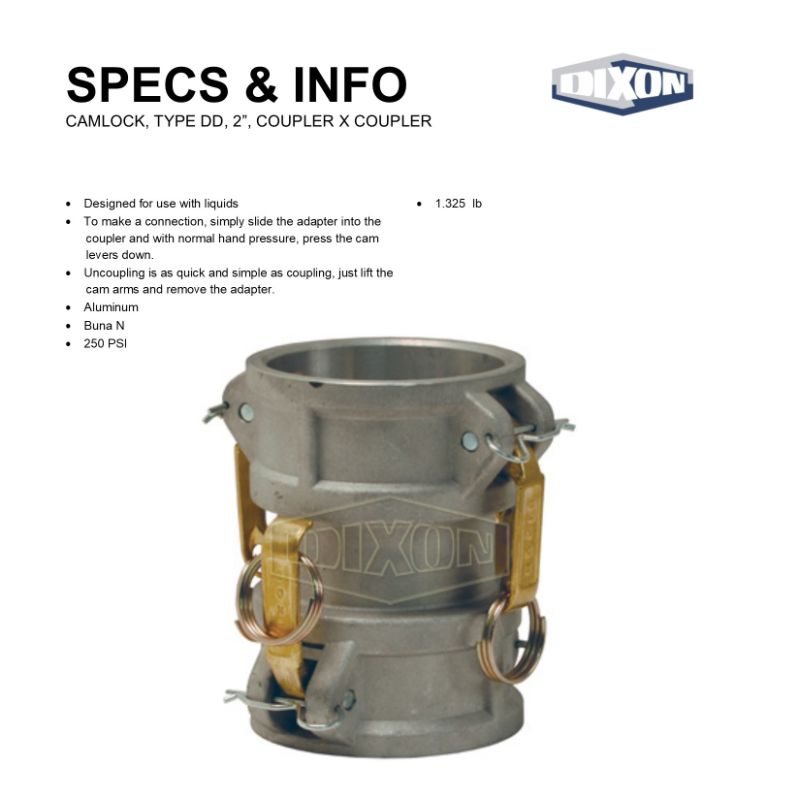 SPECS & INFO
CAMLOCK, TYPE DD, 2”, COUPLER X COUPLER
DIXON
• Designed for use with liquids
• To make a connection, simply slide the adapter into the
coupler and with normal hand pressure, press the cam
levers down.
• Uncoupling is as quick and simple as coupling, just lift the
cam arms and remove the adapter.
• Aluminum
• Buna N
• 250 PSI
• 1.325 lb
DIXON